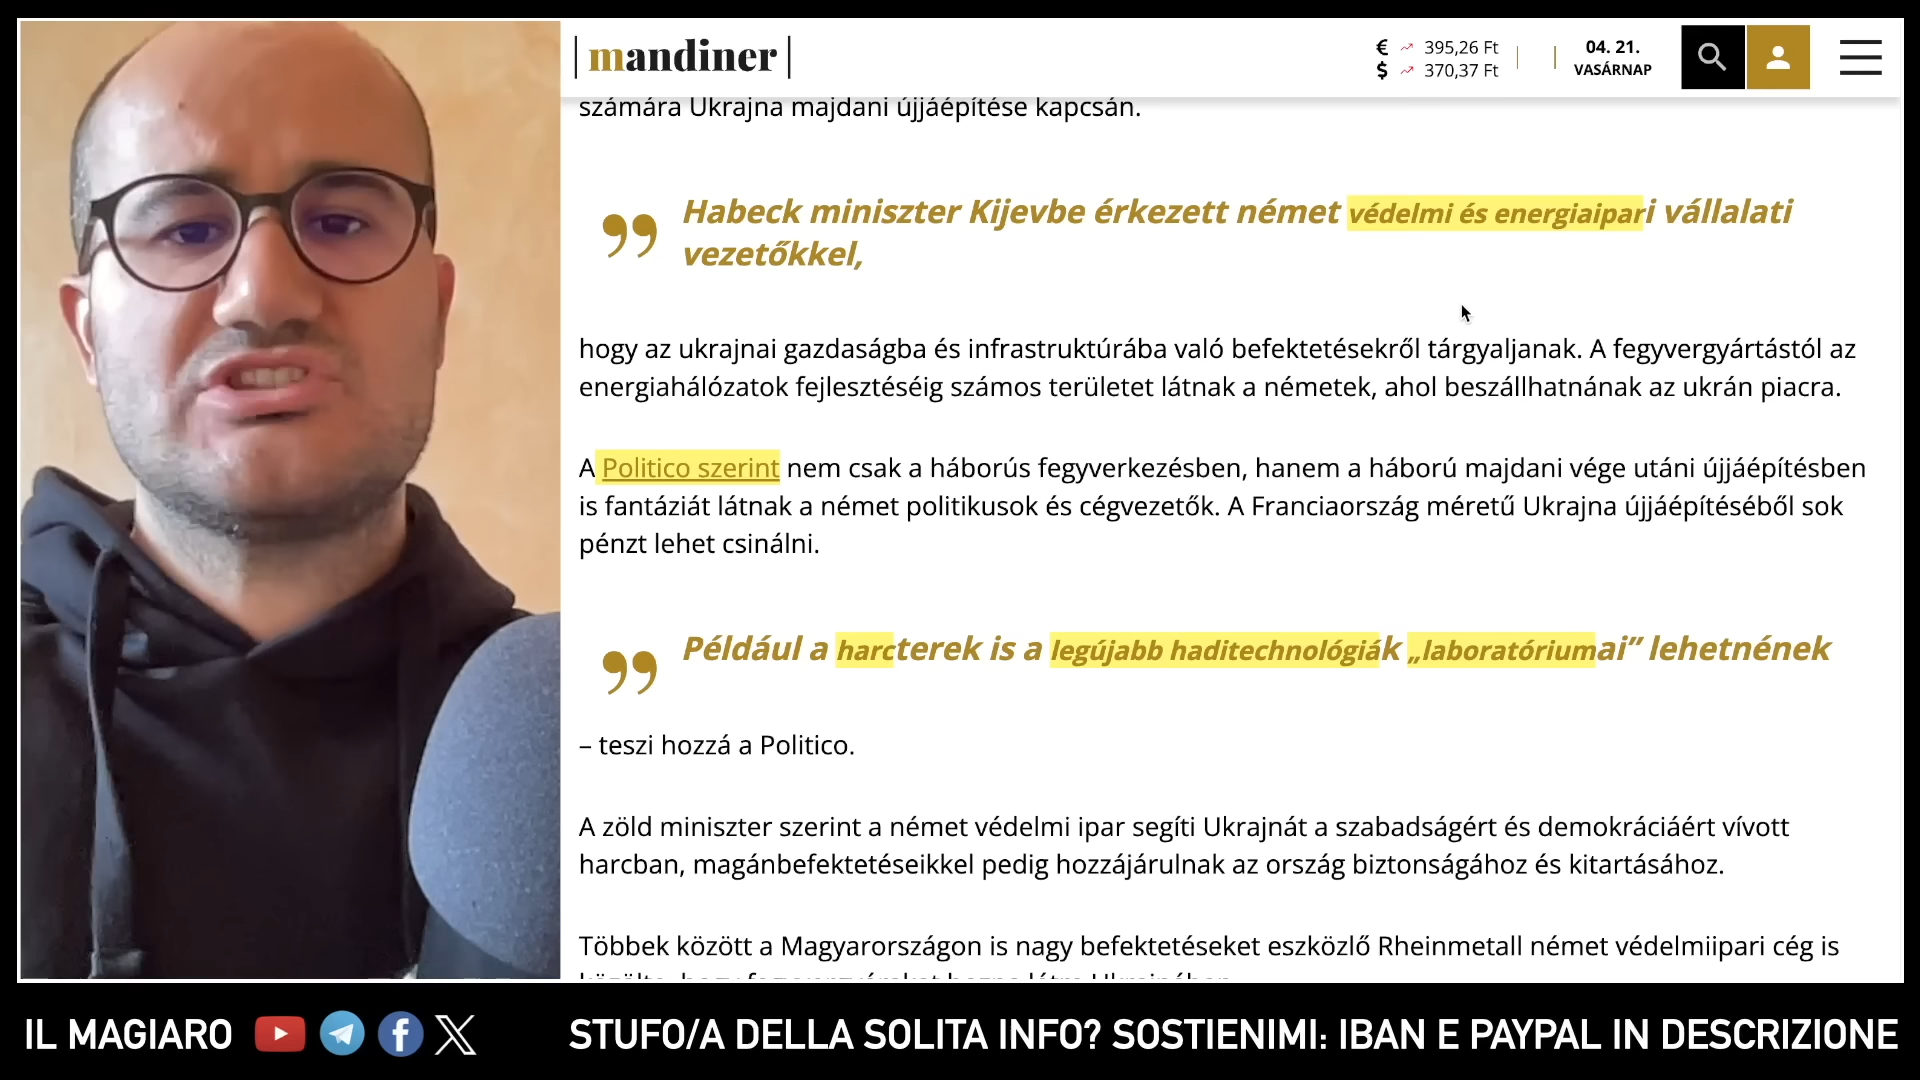 mandiner
€ 395,26 Ft
$ 370,37 Ft
04. 21.
VASÁRNAP
számára Ukrajna majdani újjáépítése kapcsán.
Habeck miniszter Kijevbe érkezett német védelmi és energiaipari vállalati
vezetőkkel,
hogy az ukrajnai gazdaságba és infrastruktúrába való befektetésekről tárgyaljanak. A fegyvergyártástól az
energiahálózatok fejlesztéséig számos területet látnak a németek, ahol beszállhatnának az ukrán piacra.
A Politico szerint nem csak a háborús fegyverkezésben, hanem a háború majdani vége utáni újjáépítésben
is fantáziát látnak a német politikusok és cégvezetők. A Franciaország méretű Ukrajna újjáépítéséből sok
pénzt lehet csinálni.
Például a harcterek is a legújabb haditechnológiák „laboratóriumai” lehetnének
– teszi hozzá a Politico.
A zöld miniszter szerint a német védelmi ipar segíti Ukrajnát a szabadságért és demokráciáért vívott
harcban, magánbefektetéseikkel pedig hozzájárulnak az ország biztonságához és kitartásához.
Többek között a Magyarországon is nagy befektetéseket eszközlő Rheinmetall német védelmiipari cég is
IL MAGIARO
STUFO/A DELLA SOLITA INFO? SOSTIENIMI: IBAN E PAYPAL IN DESCRIZIONE